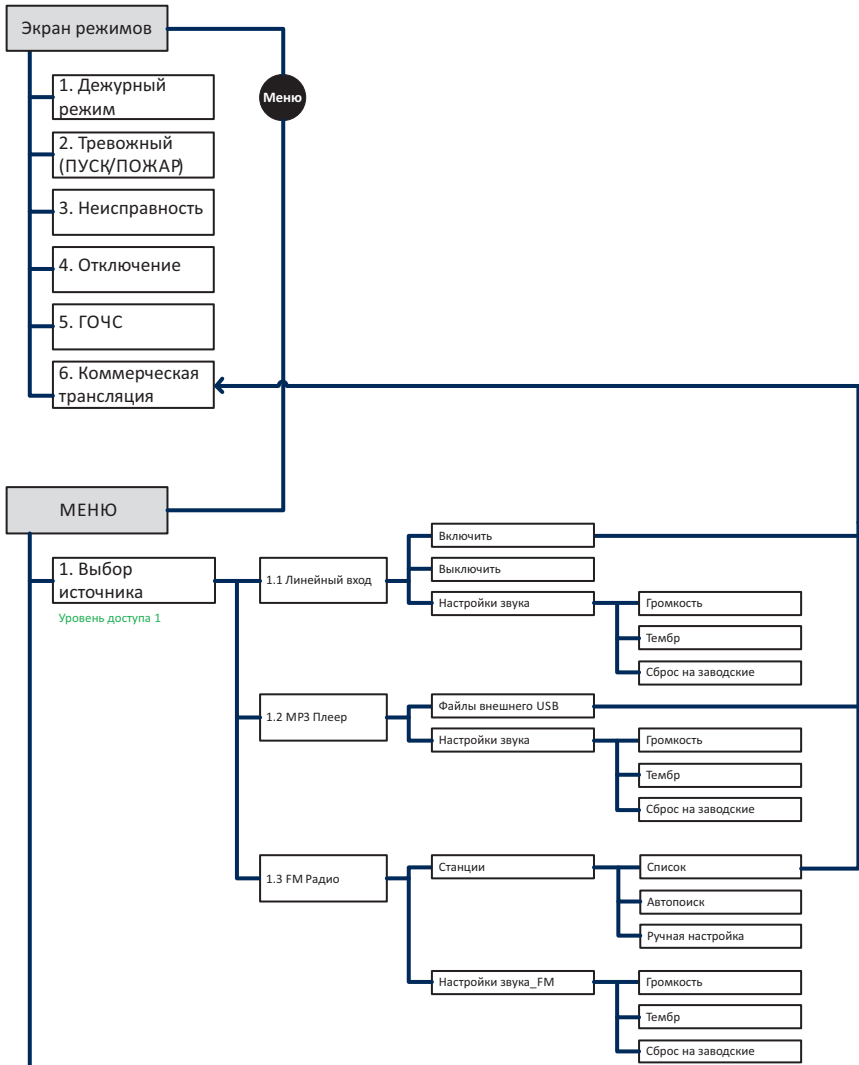 Экран режимов
1. Дежурный
режим
Меню
2. Тревожный
(ПУСК/ПОЖАР)
3. Неисправность
4. Отключение
5. ГОЧС
6. Коммерческая
трансляция
МЕНЮ
1. Выбор
источника
Уровень доступа 1
1.1 Линейный вход
Включить
Выключить
Настройки звука
Громкость
Тембр
Сброс на заводские
1.2 MP3 Плеер
Файлы внешнего USB
Настройки звука
Громкость
Тембр
Сброс на заводские
1.3 FM Радио
Станции
Список
Автопоиск
Ручная настройка
Настройки звука_FM
Громкость
Тембр
Сброс на заводские